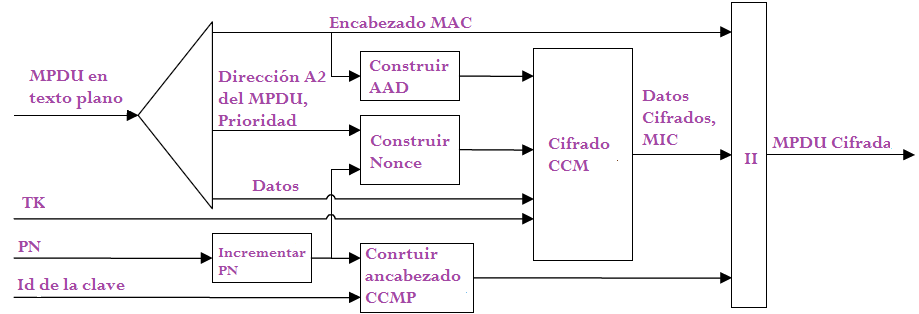 Encabezado MAC
MPDU en
texto plano
Dirección A2
del MPDU,
Prioridad
Construir
AAD
Construir
Nonce
Cifrado
CCM
Datos
Cifrados,
MIC
II
MPDU Cifrada
Datos
TK
PN
Incrementar
PN
Id de la clave
Conrtuir
ancabezado
CCMP